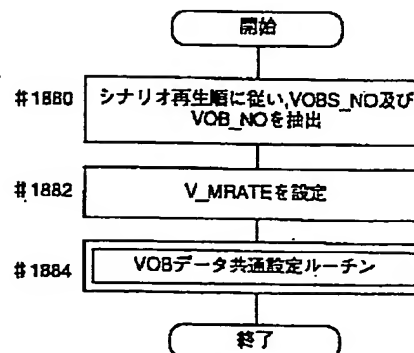 開始
#1880
シナリオ再生順に従い,VOBS_NO及び
VOB_NOを抽出
#1882
V_MRATEを設定
#1884
VOBデータ共通設定ルーチン
終了